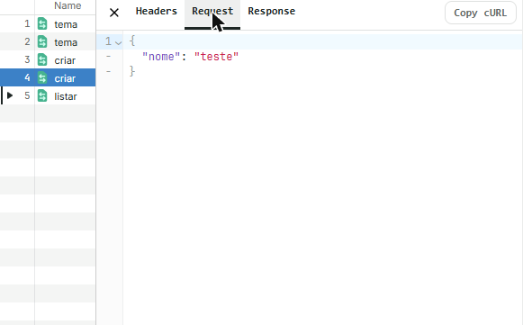 Name
1 tema
2 tema
3 criar
4 criar
5 listar
Headers Request Response Copy cURL
1 {
- "nome": "teste"
- }